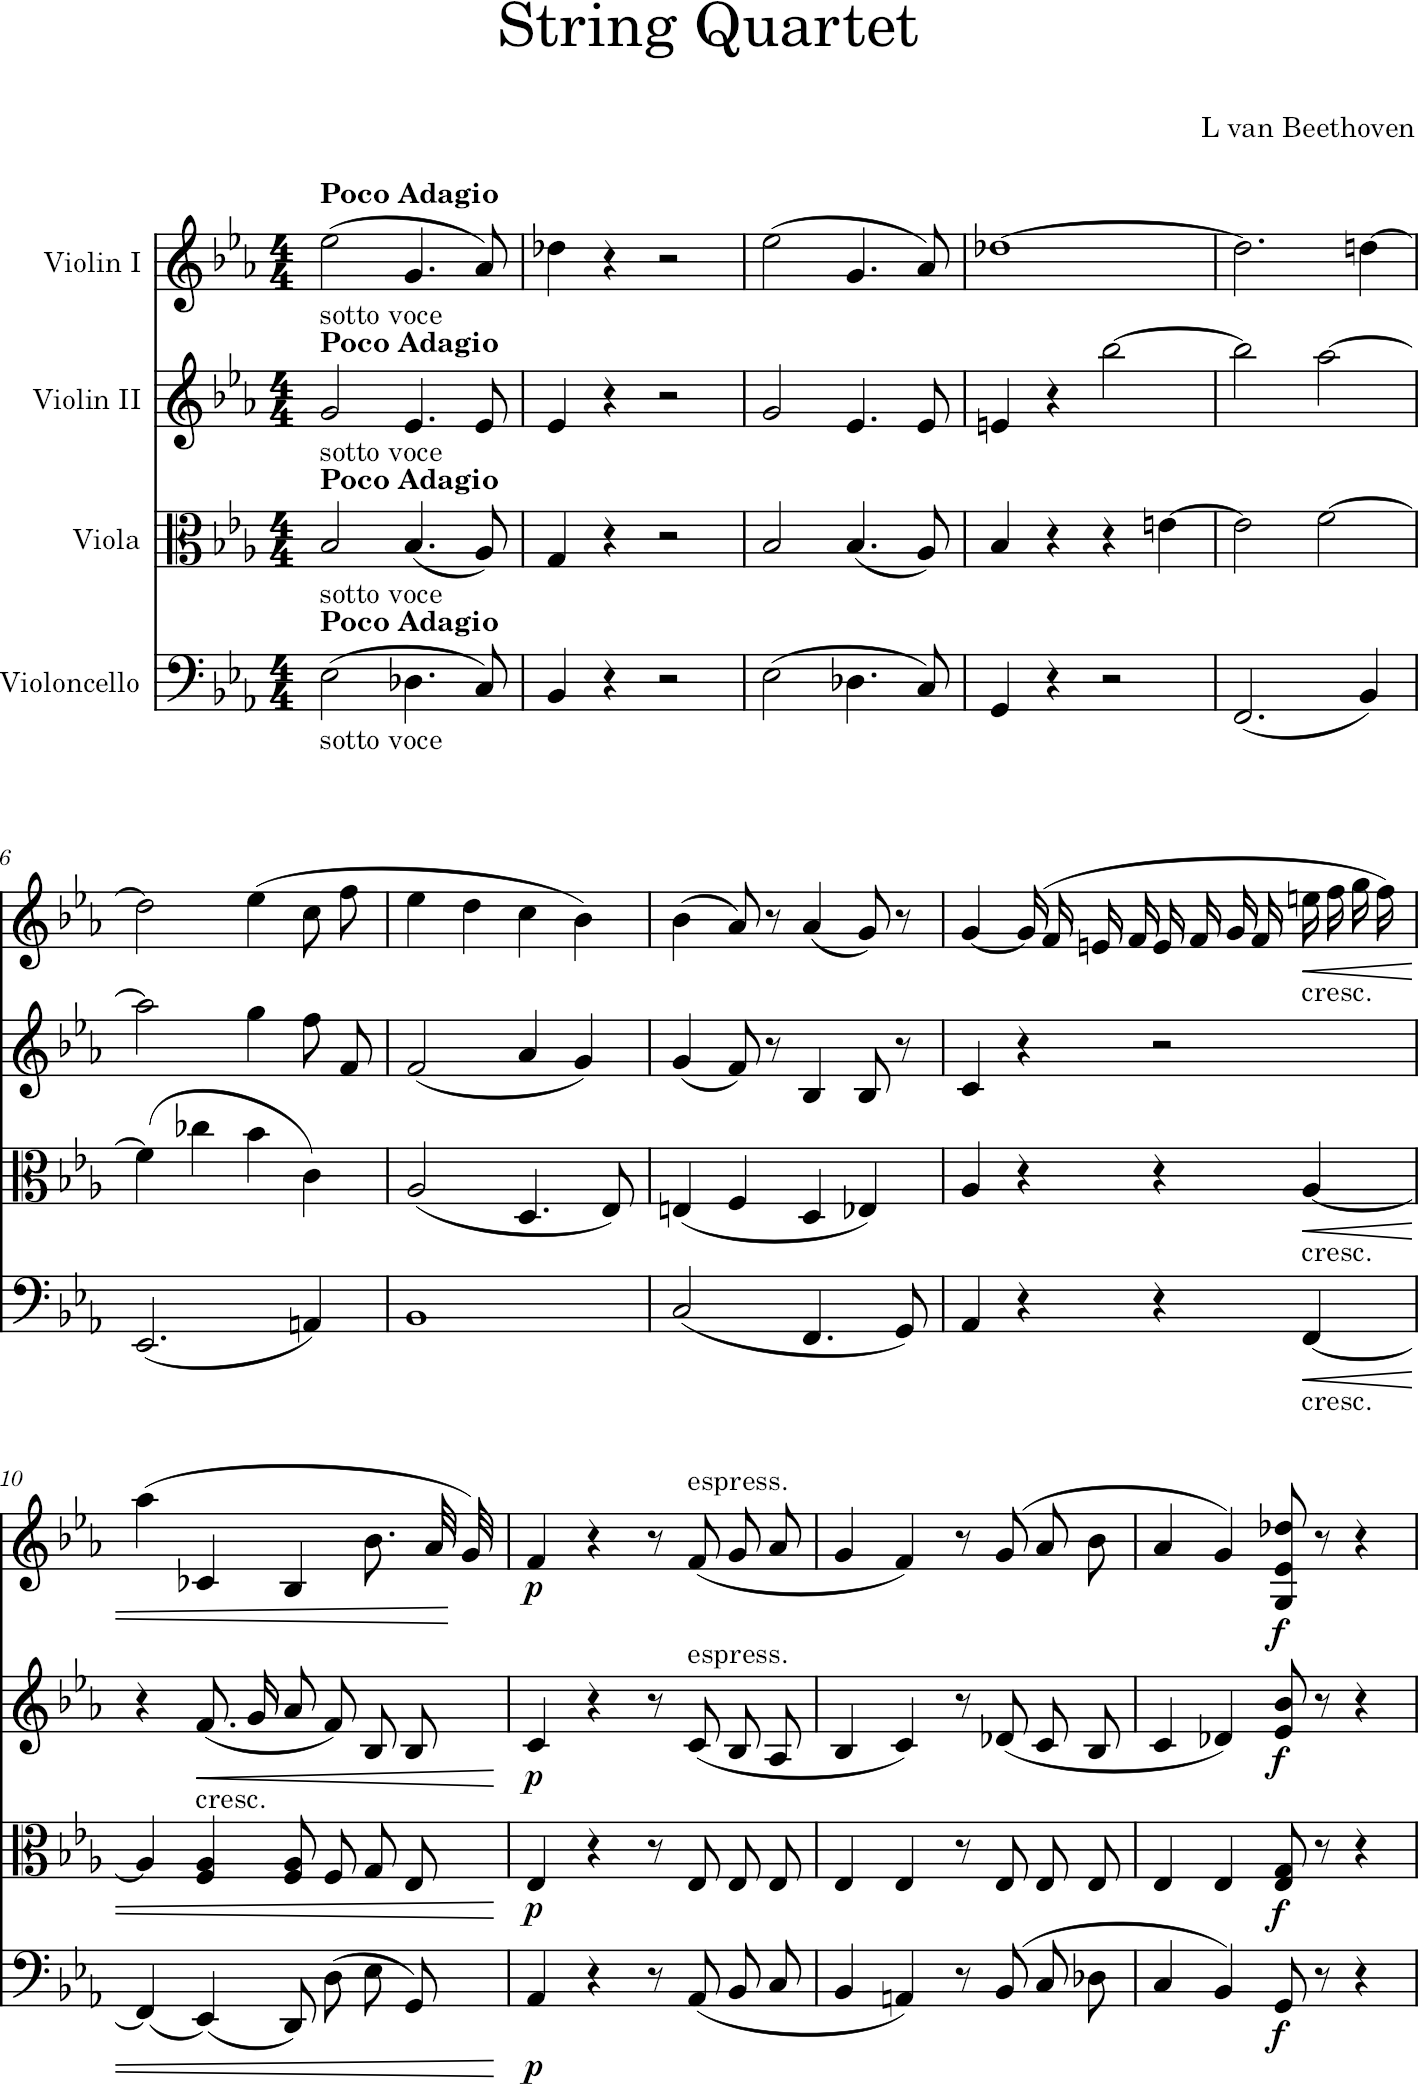 String Quartet
L van Beethoven
Poco Adagio
Violin I
sotto voce
Poco Adagio
Violin II
sotto voce
Poco Adagio
Viola
sotto voce
Poco Adagio
Violoncello
sotto voce
6
cresc.
cresc.
cresc.
10
espress.
p
f
espress.
cresc.
p
f
p
f
p
f